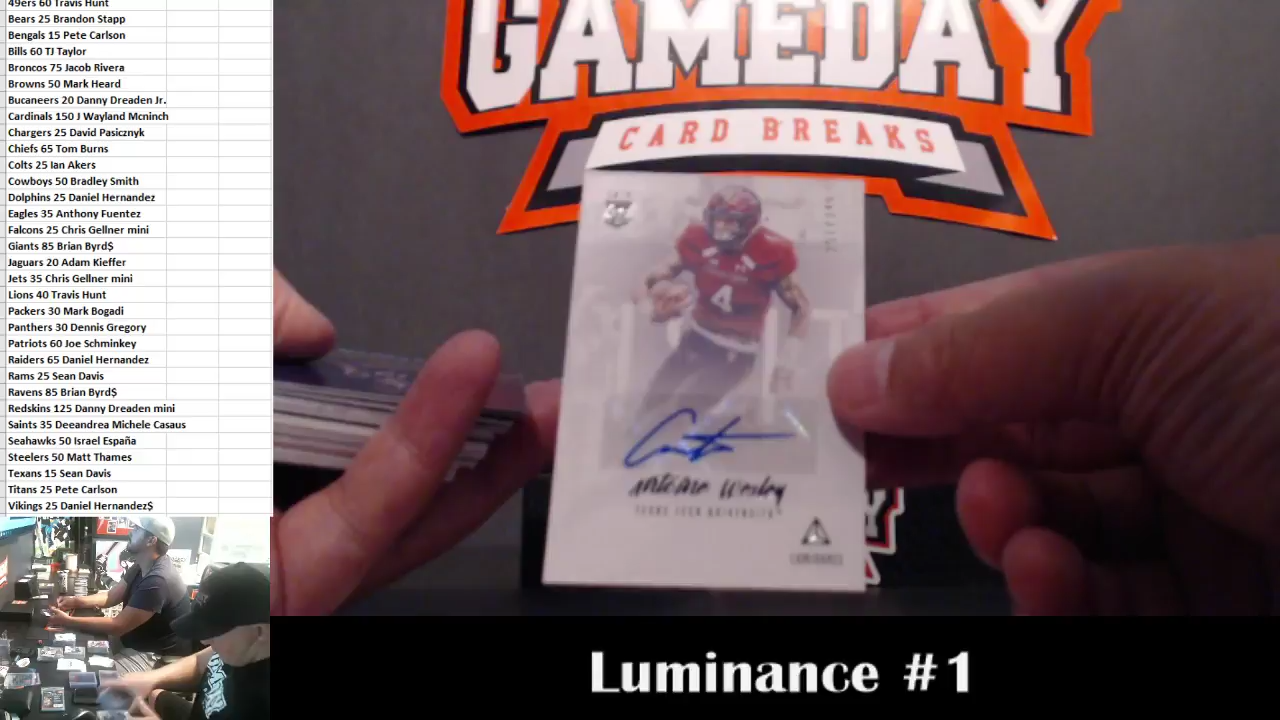 49ers 60 Travis Hunt
Bears 25 Brandon Stapp
Bengals 15 Pete Carlson
Bills 60 TJ Taylor
Broncos 75 Jacob Rivera
Browns 50 Mark Heard
Bucaneers 20 Danny Dreaden Jr.
Cardinals 150 J Wayland Mcninch
Chargers 25 David Pasicznyk
Chiefs 65 Tom Burns
Colts 25 Ian Akers
Cowboys 50 Bradley Smith
Dolphins 25 Daniel Hernandez
Eagles 35 Anthony Fuentez
Falcons 25 Chris Gellner mini
Giants 85 Brian Byrd$
Jaguars 20 Adam Kieffer
Jets 35 Chris Gellner mini
Lions 40 Travis Hunt
Packers 30 Mark Bogadi
Panthers 30 Dennis Gregory
Patriots 60 Joe Schminkey
Raiders 65 Daniel Hernandez
Rams 25 Sean Davis
Ravens 85 Brian Byrd$
Redskins 125 Danny Dreaden mini
Saints 35 Deeandrea Michele Casaus
Seahawks 50 Israel España
Steelers 50 Matt Thames
Texans 15 Sean Davis
Titans 25 Pete Carlson
Vikings 25 Daniel Hernandez$
GAMEDAY
CARD BREAKS
4
Antoine Wesley
TEXAS TECH UNIVERSITY
LUMINANCE
Luminance #1